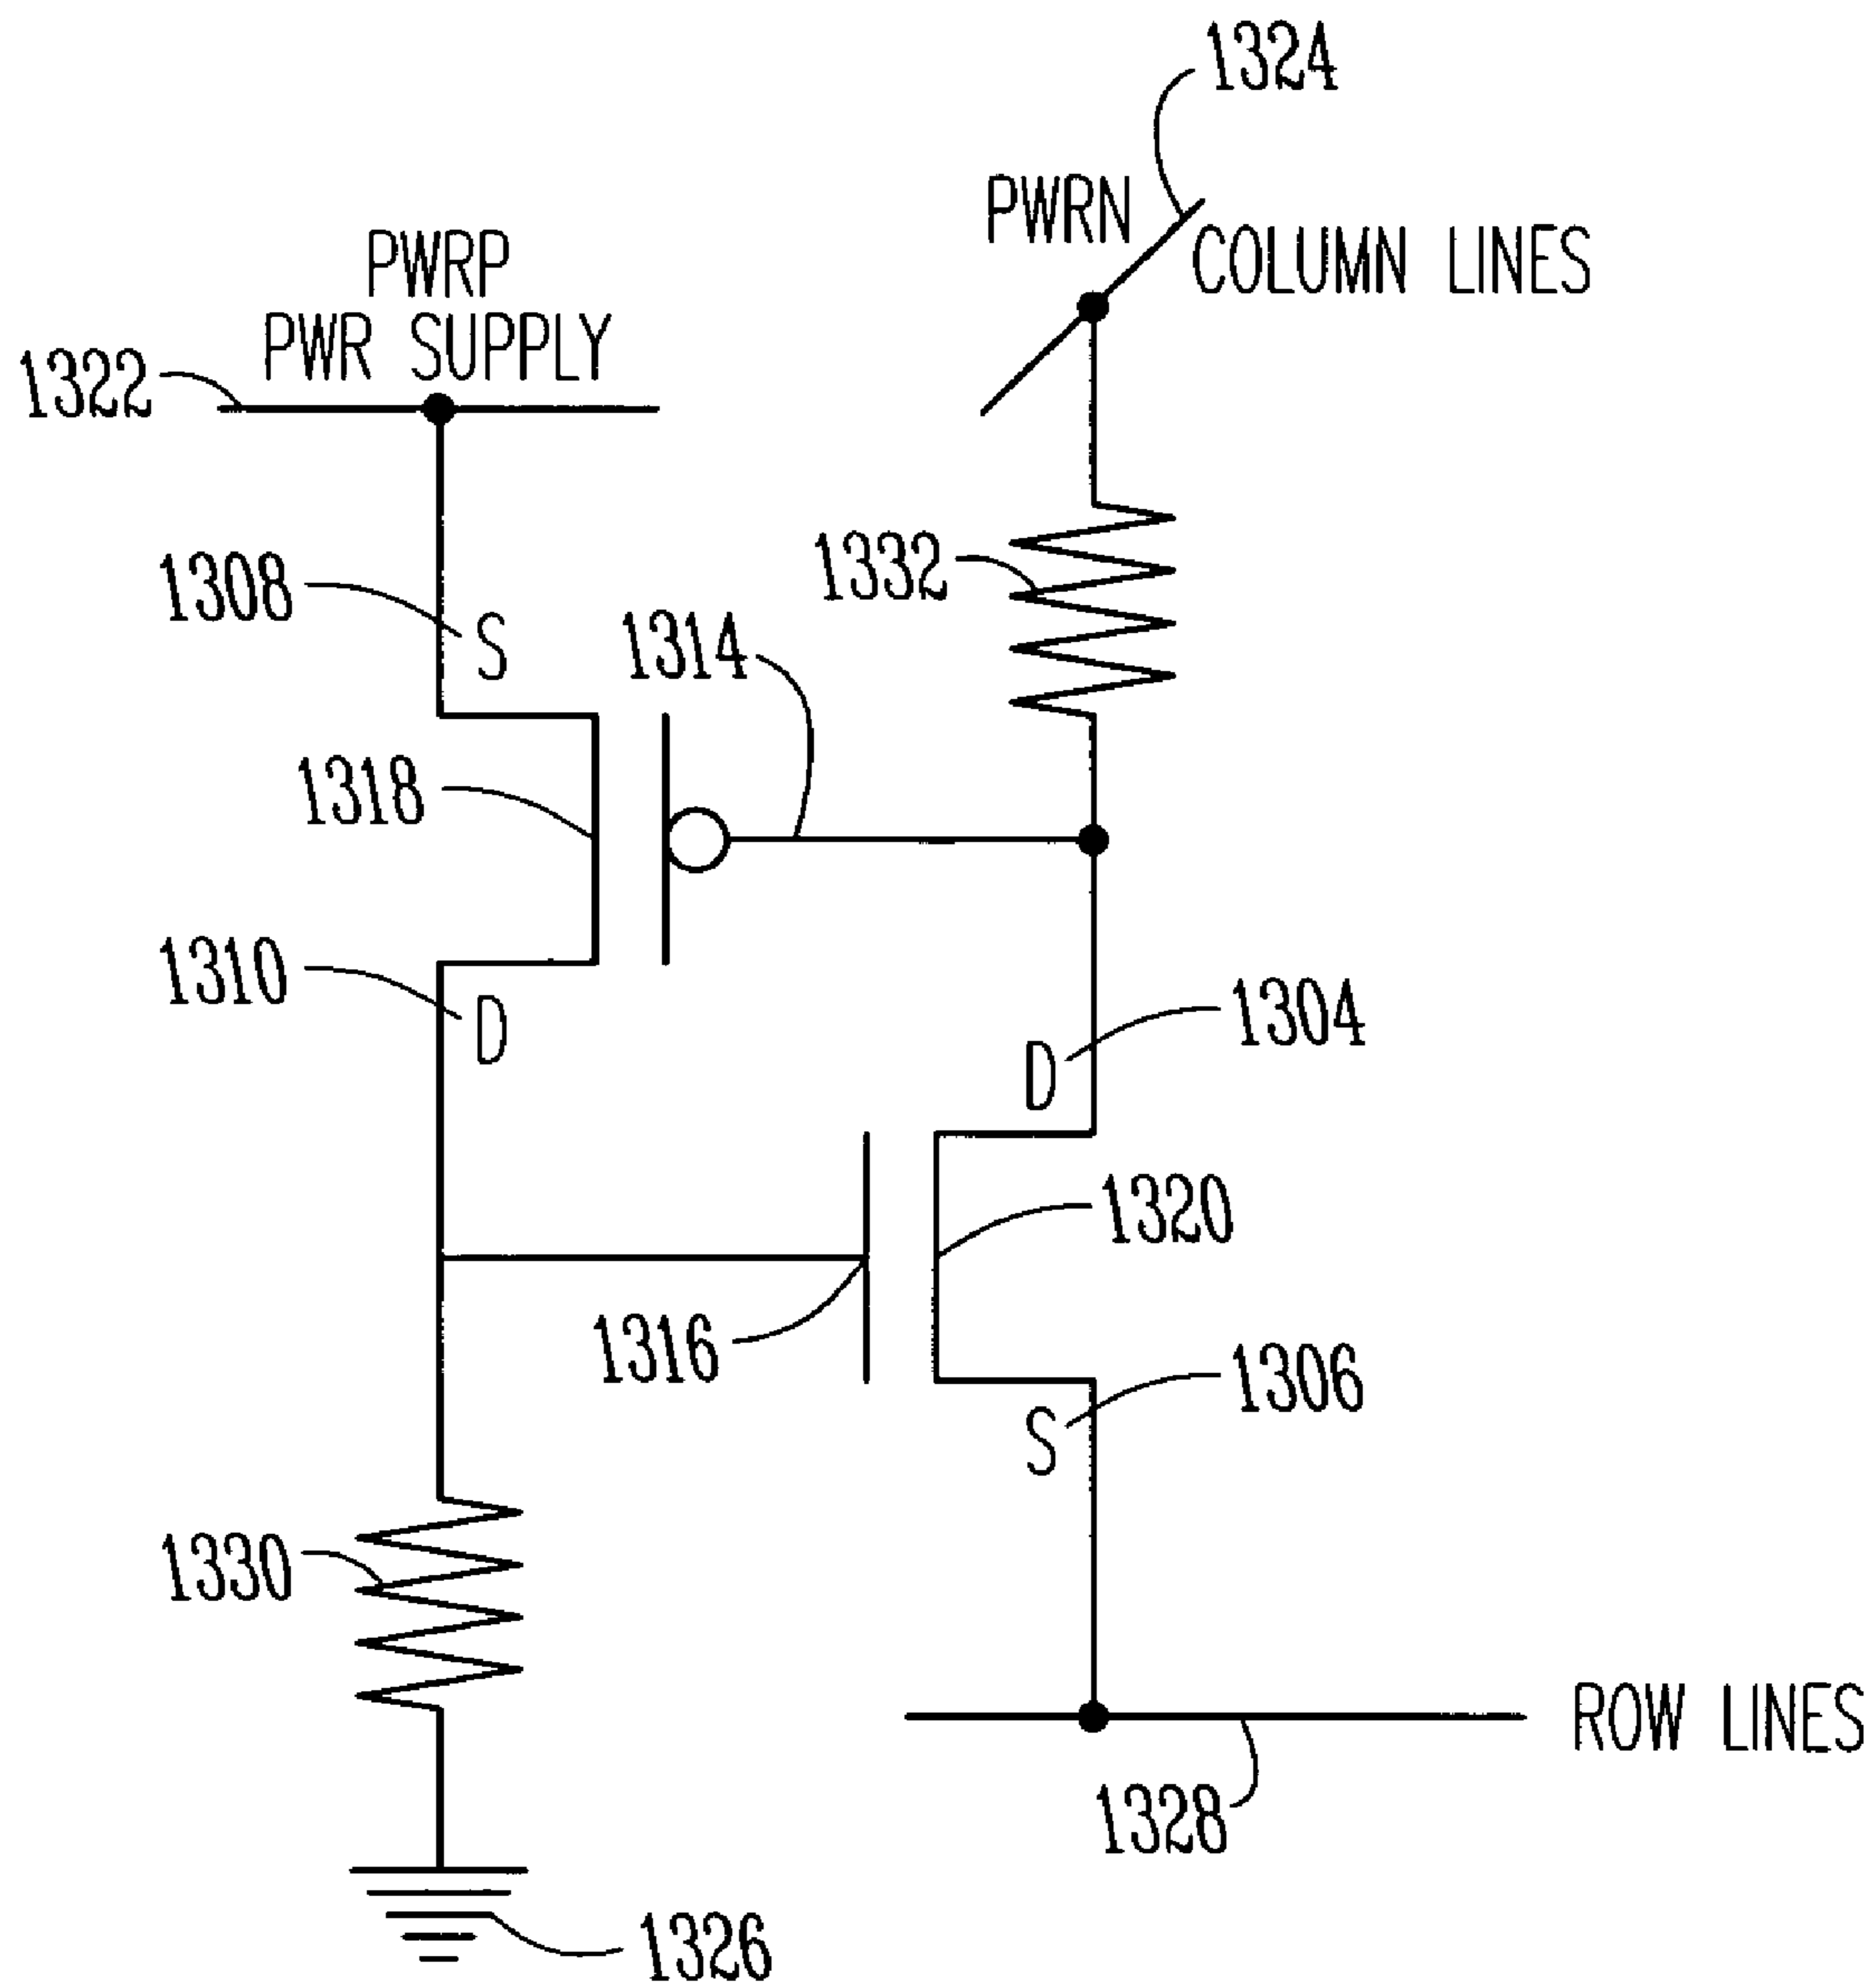 1324
PWRN
COLUMN LINES
PWRP
PWR SUPPLY
1322
1308
S
1332
1314
1318
1310
D
1304
D
1320
1316
1306
S
1330
ROW LINES
1328
1326